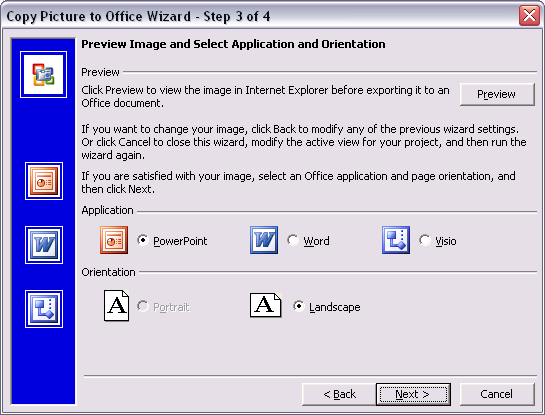 Copy Picture to Office Wizard - Step 3 of 4
Preview Image and Select Application and Orientation
Preview
Click Preview to view the image in Internet Explorer before exporting it to an
Office document.
Preview
If you want to change your image, click Back to modify any of the previous wizard settings.
Or click Cancel to close this wizard, modify the active view for your project, and then run the
wizard again.
If you are satisfied with your image, select an Office application and page orientation, and
then click Next.
Application
PowerPoint W Word Visio
W
Orientation
A Portrait A Landscape
< Back Next > Cancel